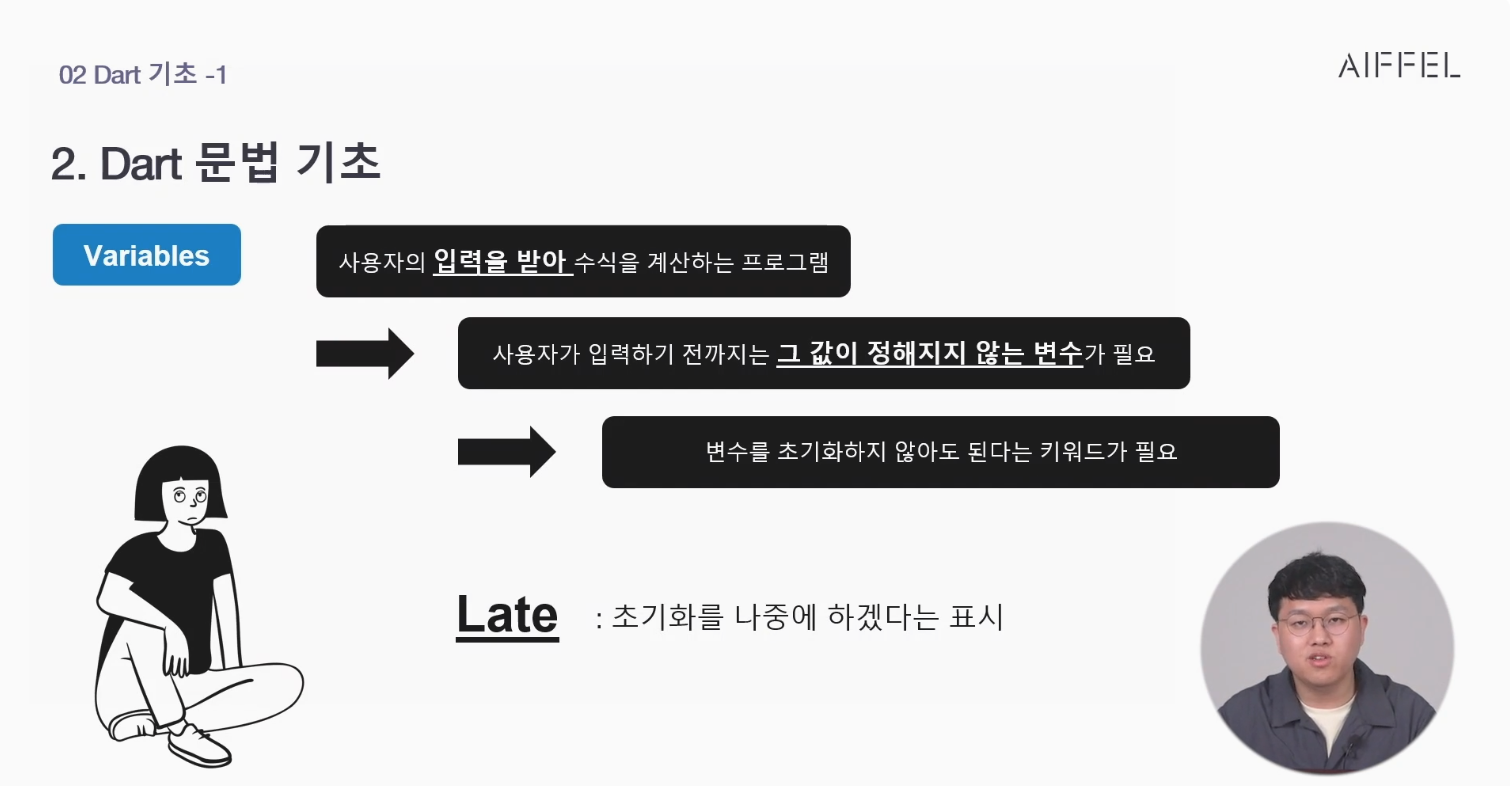 02 Dart 기초 -1
AIFFEL
2. Dart 문법 기초
Variables
사용자의 입력을 받아 수식을 계산하는 프로그램
사용자가 입력하기 전까지는 그 값이 정해지지 않는 변수가 필요
변수를 초기화하지 않아도 된다는 키워드가 필요
Late : 초기화를 나중에 하겠다는 표시